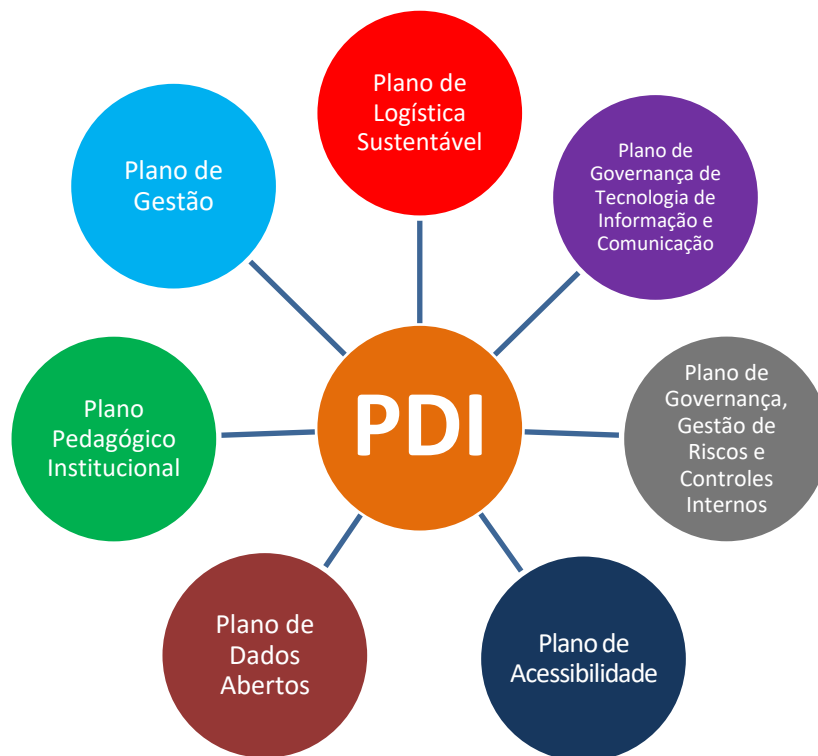 Plano de
Logística
Sustentável
Plano de
Governança de
Tecnologia de
Informação e
Comunicação
Plano de
Governança,
Gestão de
Riscos e
Controles
Internos
Plano de
Acessibilidade
Plano de
Dados
Abertos
Plano
Pedagógico
Institucional
Plano de
Gestão
PDI